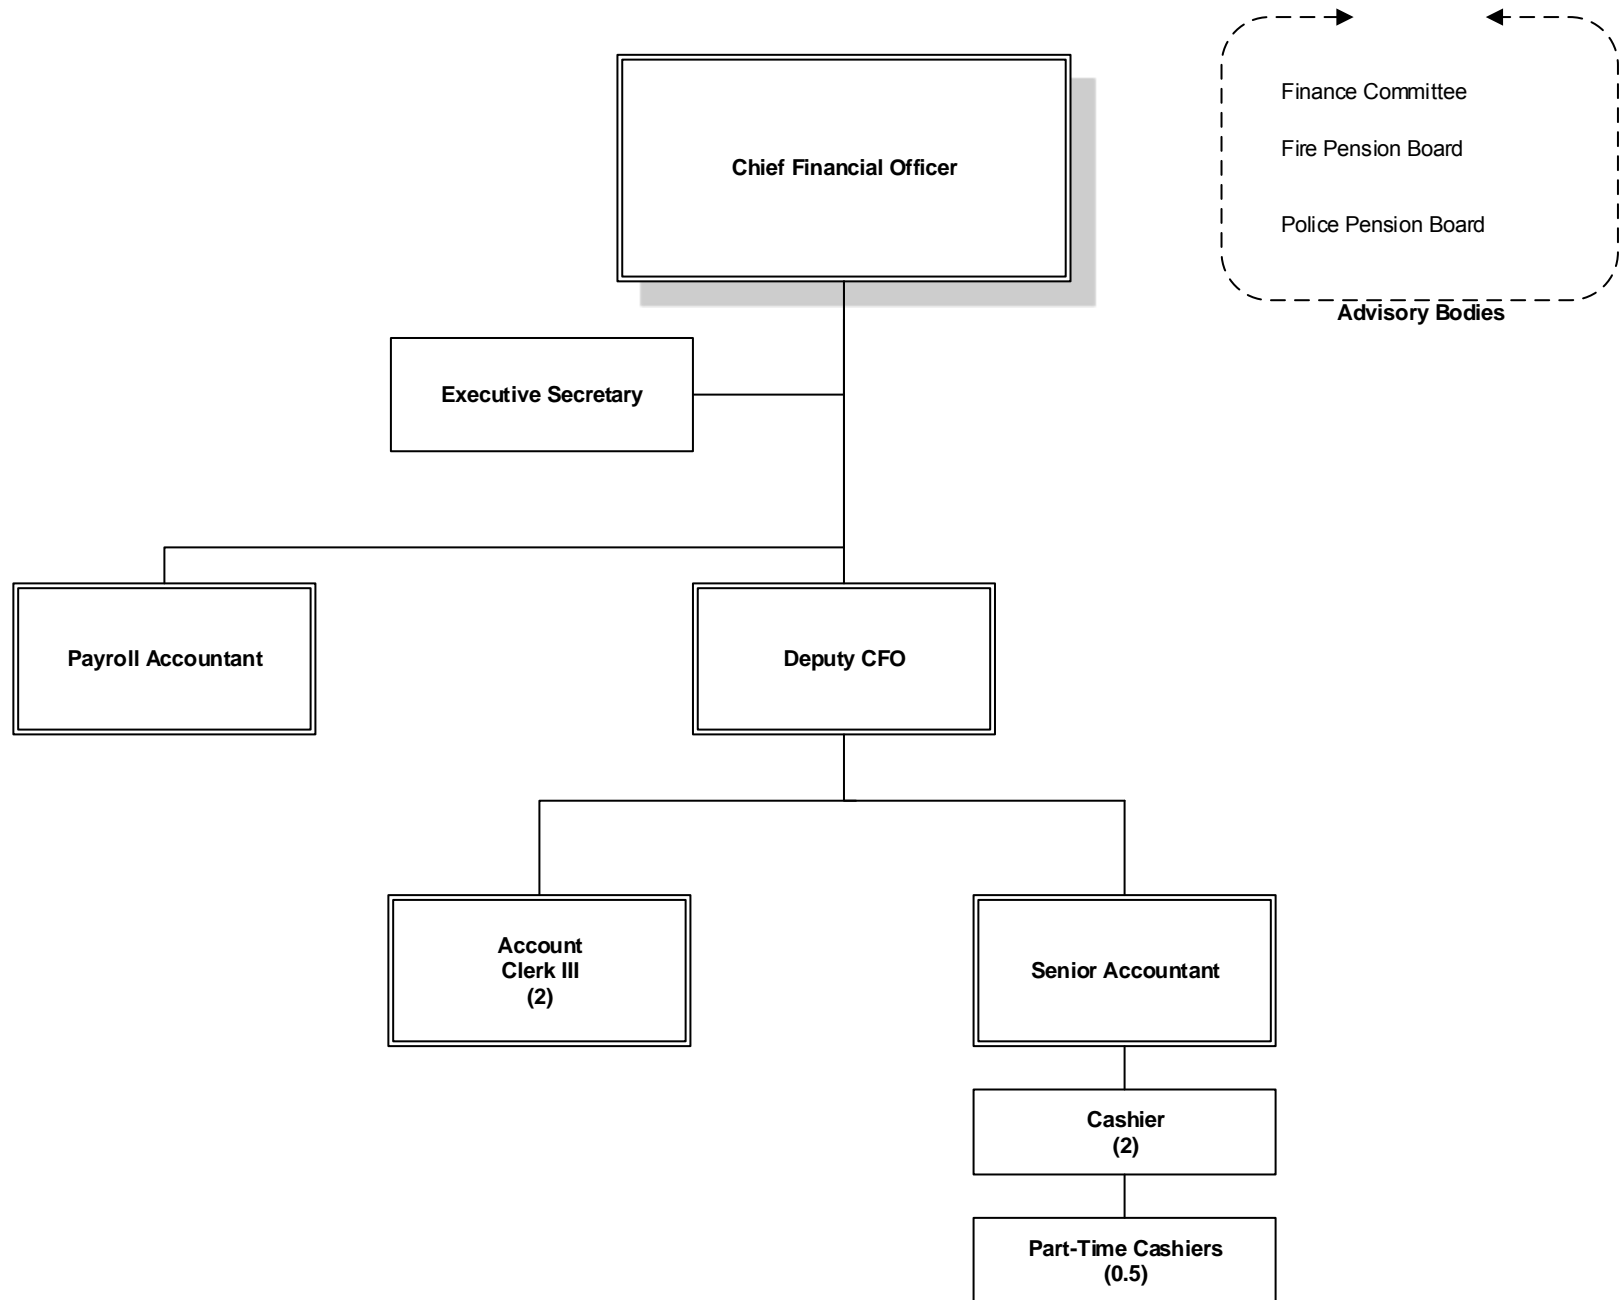 Chief Financial Officer
Finance Committee
Fire Pension Board
Police Pension Board
Advisory Bodies
Executive Secretary
Payroll Accountant
Deputy CFO
Account
Clerk III
(2)
Senior Accountant
Cashier
(2)
Part-Time Cashiers
(0.5)